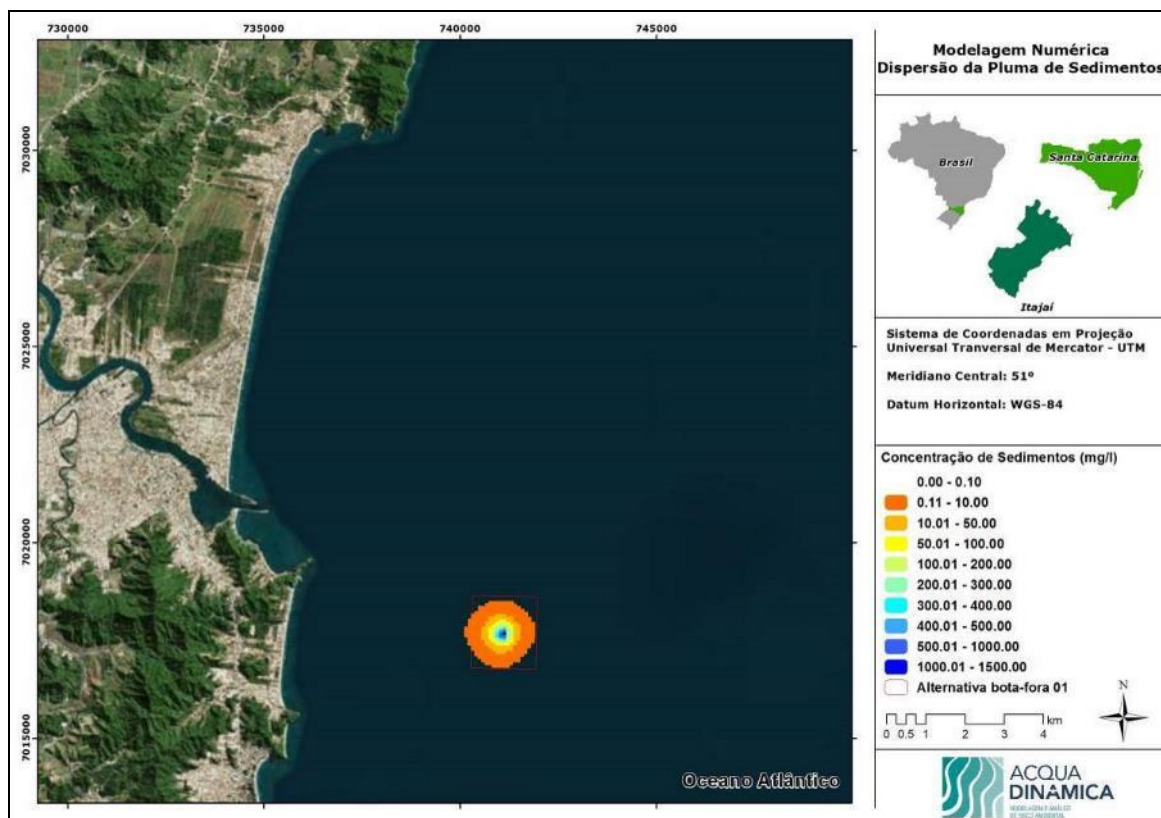 730000
735000
740000
745000
7030000
7025000
7020000
7015000
Oceano Atlântico
Modelagem Numérica
Dispersão da Pluma de Sedimentos
Brasil
Santa Catarina
Itajaí
Sistema de Coordenadas em Projeção
Universal Tranversal de Mercator - UTM
Meridiano Central: 51º
Datum Horizontal: WGS-84
Concentração de Sedimentos (mg/l)
0.00 - 0.10
0.11 - 10.00
10.01 - 50.00
50.01 - 100.00
100.01 - 200.00
200.01 - 300.00
300.01 - 400.00
400.01 - 500.00
500.01 - 1000.00
1000.01 - 1500.00
Alternativa bota-fora 01
N
km
0 0.5 1 2 3 4
ACQUA
DINÂMICA